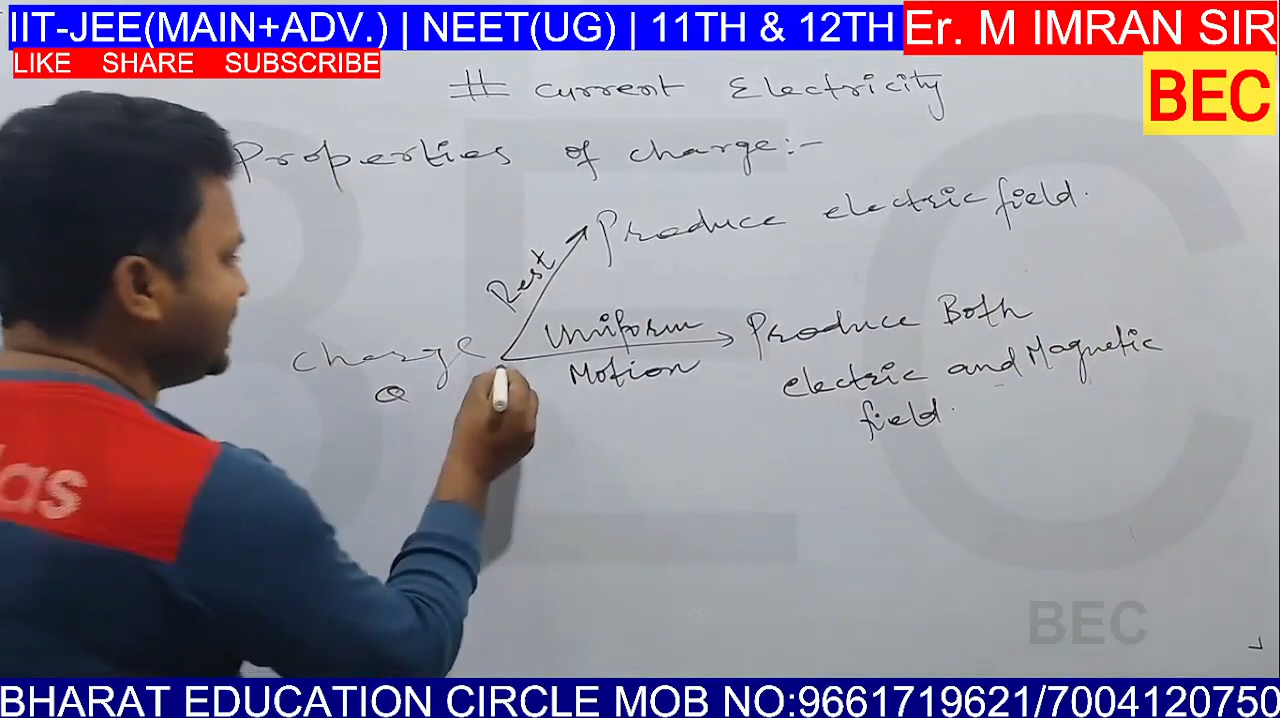 IIT-JEE(MAIN+ADV.) | NEET(UG) | 11TH & 12TH Er. M IMRAN SIR
LIKE SHARE SUBSCRIBE
BEC
# Current Electricity
Properties of charge:-
Rest Produce electric field.
charge Uniform Motion Produce Both
Q electric and Magnetic
field.
las
BEC
BHARAT EDUCATION CIRCLE MOB NO:9661719621/7004120750